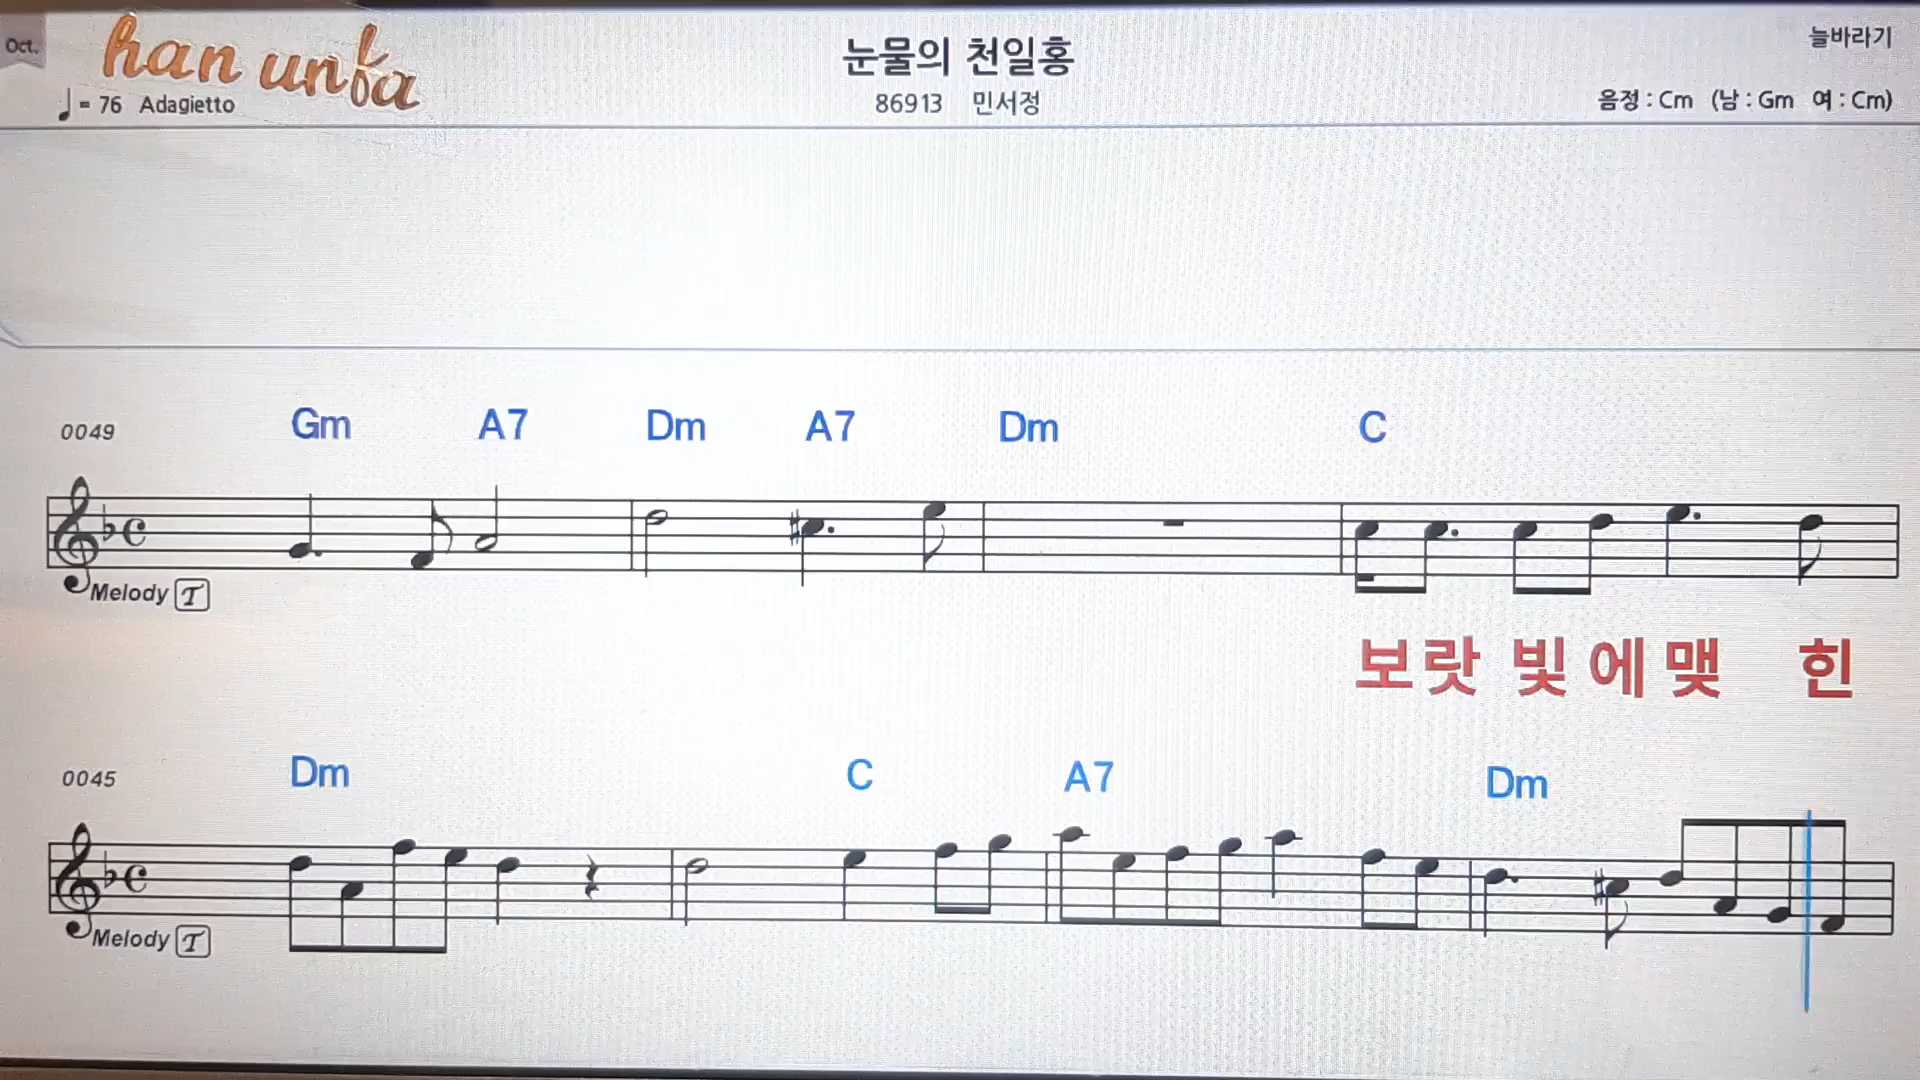 Oct.
han unfa
눈물의 천일홍
늘바라기
♩= 76 Adagietto
86913 민서정
음정 : Cm (남 : Gm 여 : Cm)
0049
Gm A7 Dm A7 Dm C
Melody T
보랏 빛에맺 힌
0045
Dm C A7 Dm
Melody T